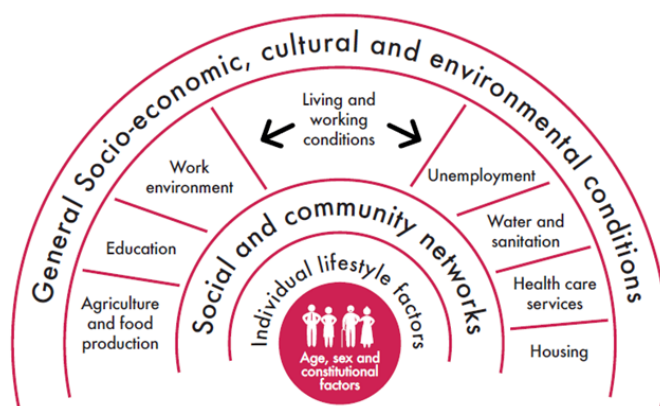 General Socio-economic, cultural and environmental conditions
Living and
working
conditions
Work
environment
Unemployment
Education
Water and
sanitation
Agriculture
and food
production
Health care
services
Housing
Social and community networks
Individual lifestyle factors
Age, sex and
constitutional
factors